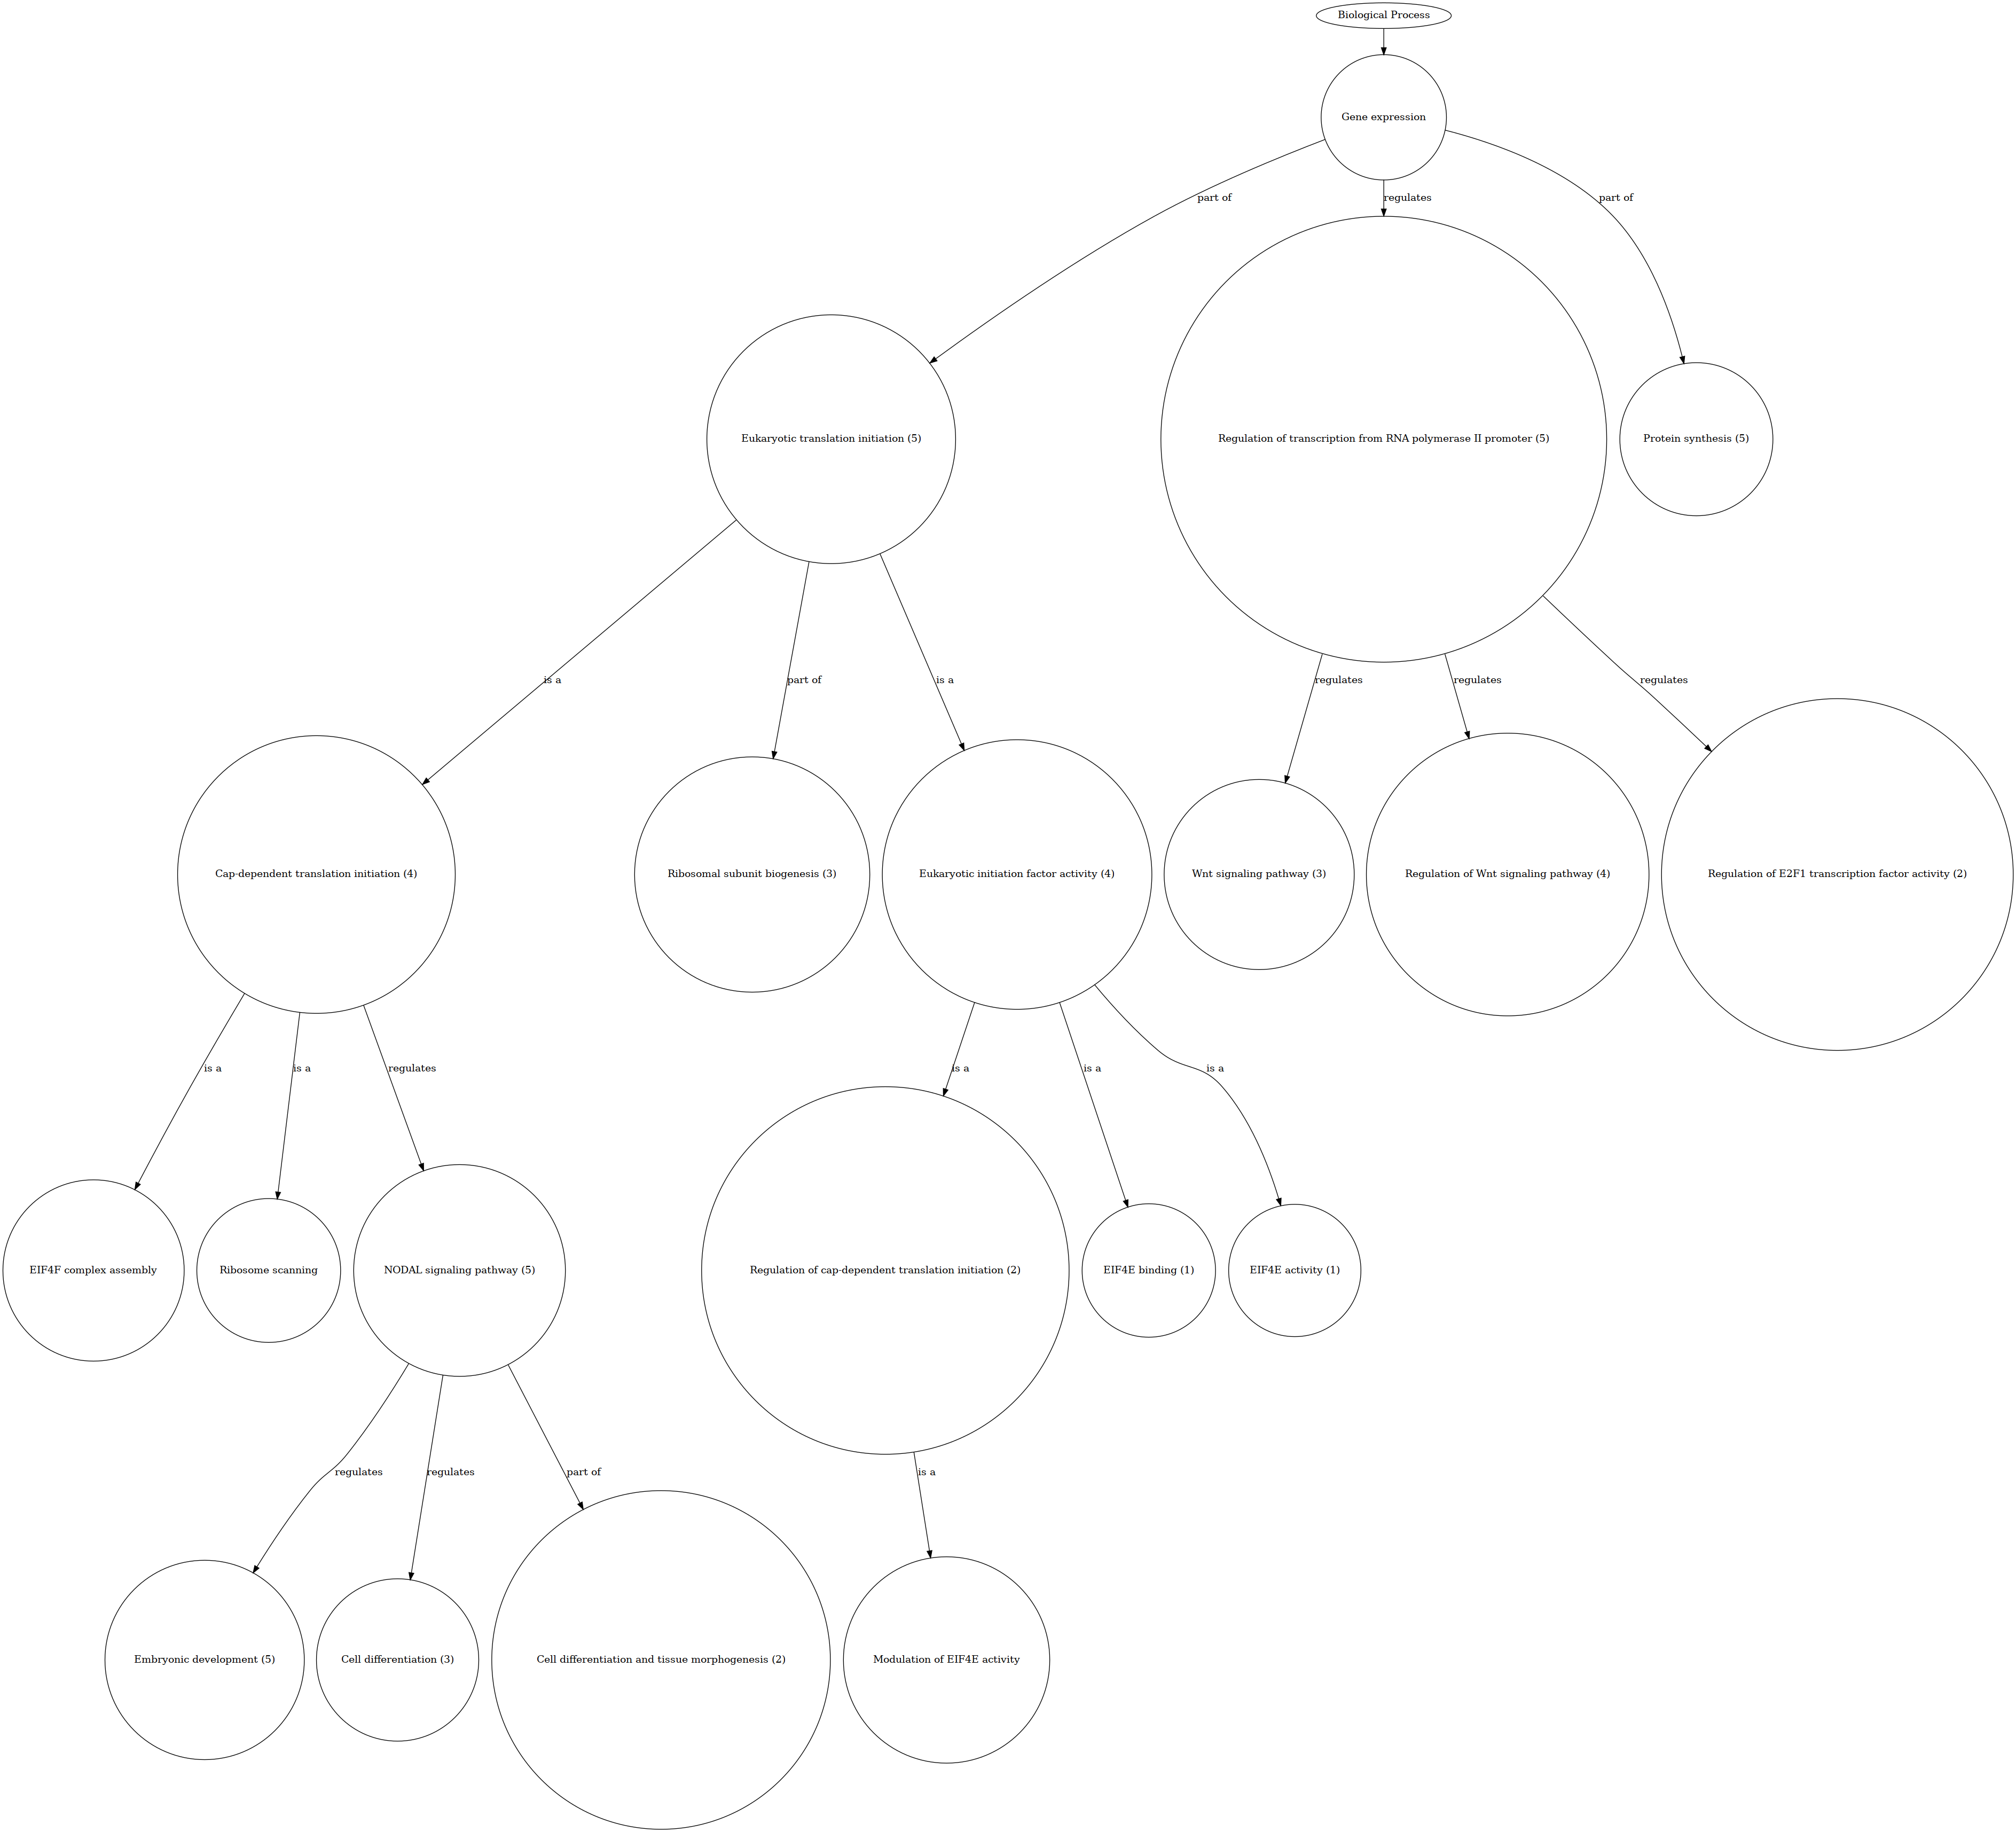 Biological Process
Gene expression
part of
regulates
part of
Eukaryotic translation initiation (5)
Regulation of transcription from RNA polymerase II promoter (5)
Protein synthesis (5)
is a
part of
is a
regulates
regulates
regulates
Cap-dependent translation initiation (4)
Ribosomal subunit biogenesis (3)
Eukaryotic initiation factor activity (4)
Wnt signaling pathway (3)
Regulation of Wnt signaling pathway (4)
Regulation of E2F1 transcription factor activity (2)
is a
is a
regulates
is a
is a
is a
EIF4F complex assembly
Ribosome scanning
NODAL signaling pathway (5)
Regulation of cap-dependent translation initiation (2)
EIF4E binding (1)
EIF4E activity (1)
regulates
regulates
part of
is a
Embryonic development (5)
Cell differentiation (3)
Cell differentiation and tissue morphogenesis (2)
Modulation of EIF4E activity